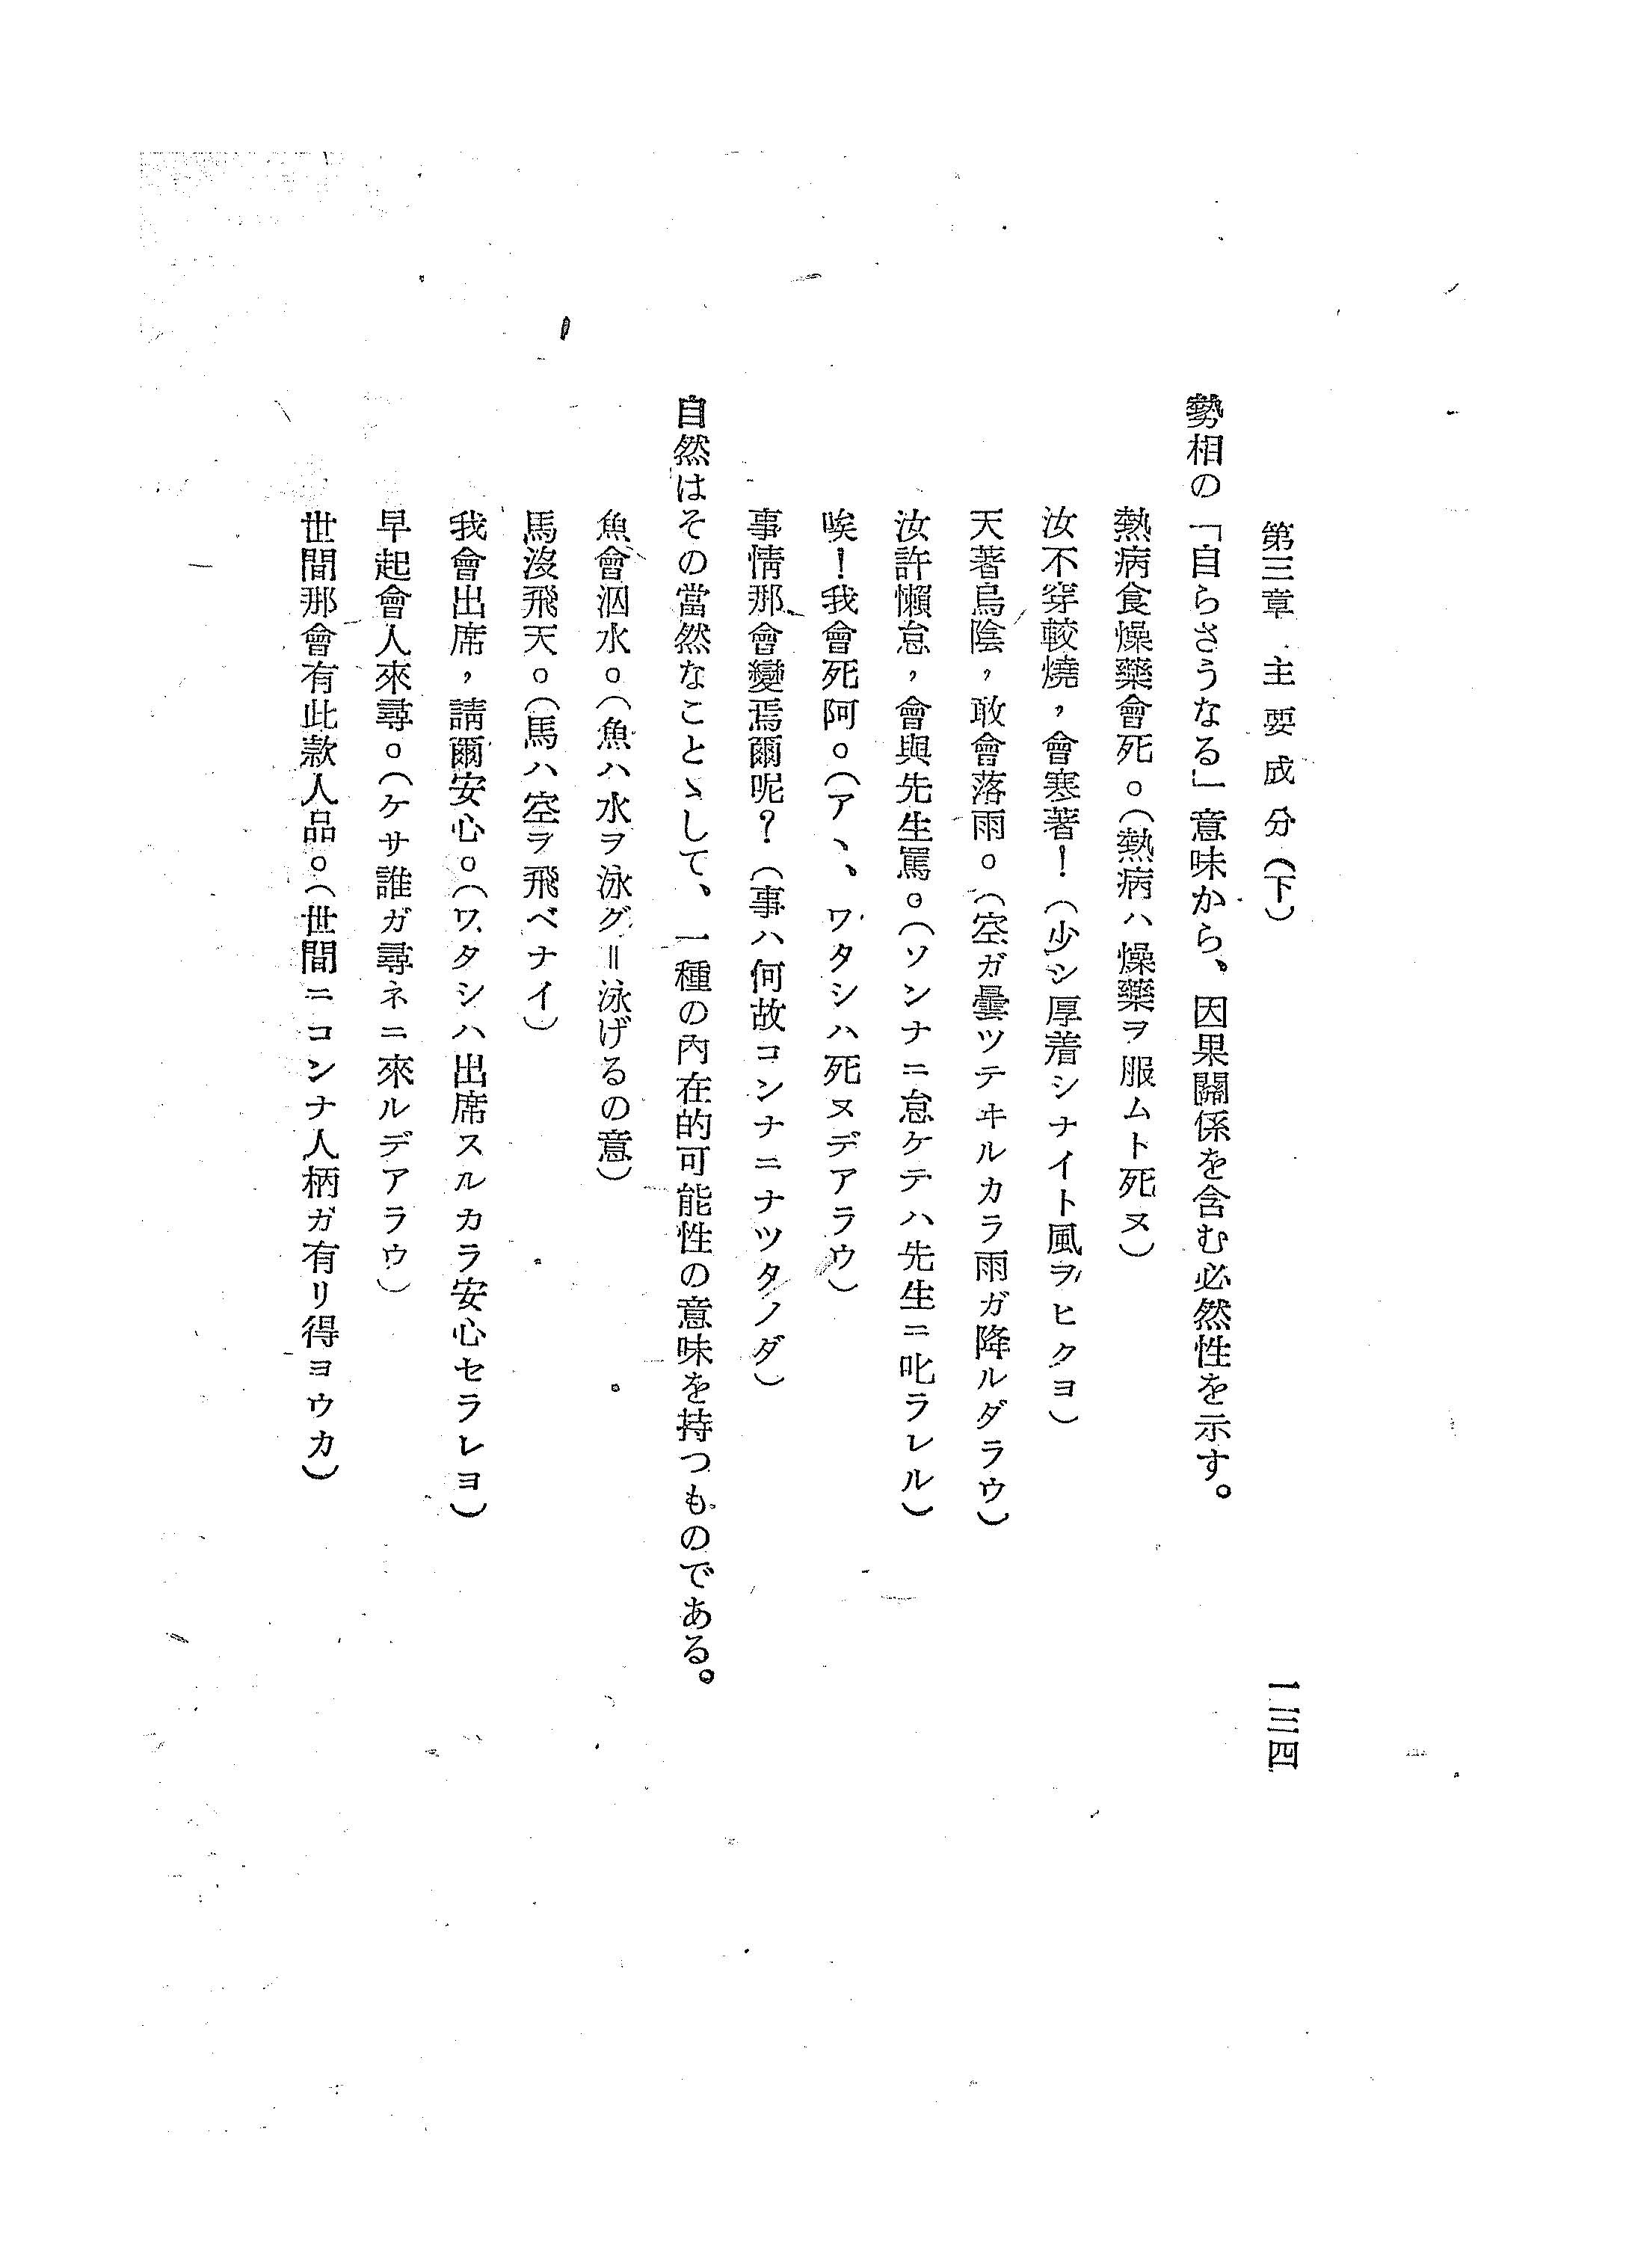 第三章 主要成分(下)
一三四
勢相の「自らさうなる」意味から、因果關係を含む必然性を示す。
熱病食燥藥會死。(熱病ハ燥藥ヲ服ムト死ヌ)
汝不穿較燒，會寒著！(少シ厚着シナイト風ヲヒクヨ)
天著烏陰，敢會落雨。(空ガ曇ツテヰルカラ雨ガ降ルダラウ)
汝許懶怠，會與先生罵。(ソンナニ怠ケテハ先生ニ叱ラレル)
唉！我會死阿。(アヽ、ワタシハ死ヌデアラウ)
事情那會變焉爾呢？(事ハ何故コンナニナツタノダ)
自然はその當然なことゝして、一種の內在的可能性の意味を持つものである。
魚會泅水。(魚ハ水ヲ泳グ＝泳げるの意)
馬沒飛天。(馬ハ空ヲ飛ベナイ)
我會出席，請爾安心。(ワタシハ出席スルカラ安心セラレヨ)
早起會人來尋。(ケサ誰ガ尋ネニ來ルデアラウ)
世間那會有此款人品。(世間ニコンナ人柄ガ有リ得ヨウカ)